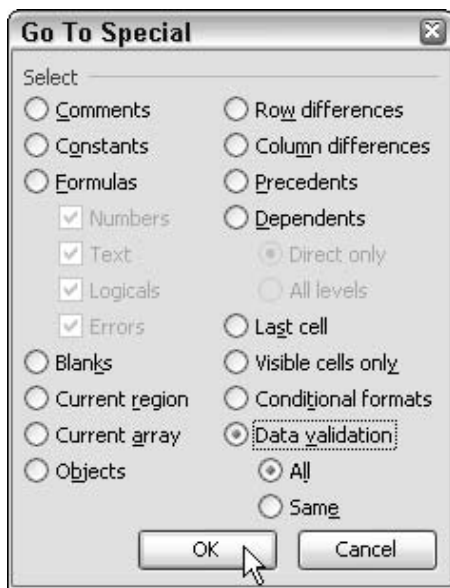 Go To Special
Select
Comments
Constants
Formulas
Numbers
Text
Logicals
Errors
Blanks
Current region
Current array
Objects
Row differences
Column differences
Precedents
Dependents
Direct only
All levels
Last cell
Visible cells only
Conditional formats
Data validation
All
Same
OK
Cancel